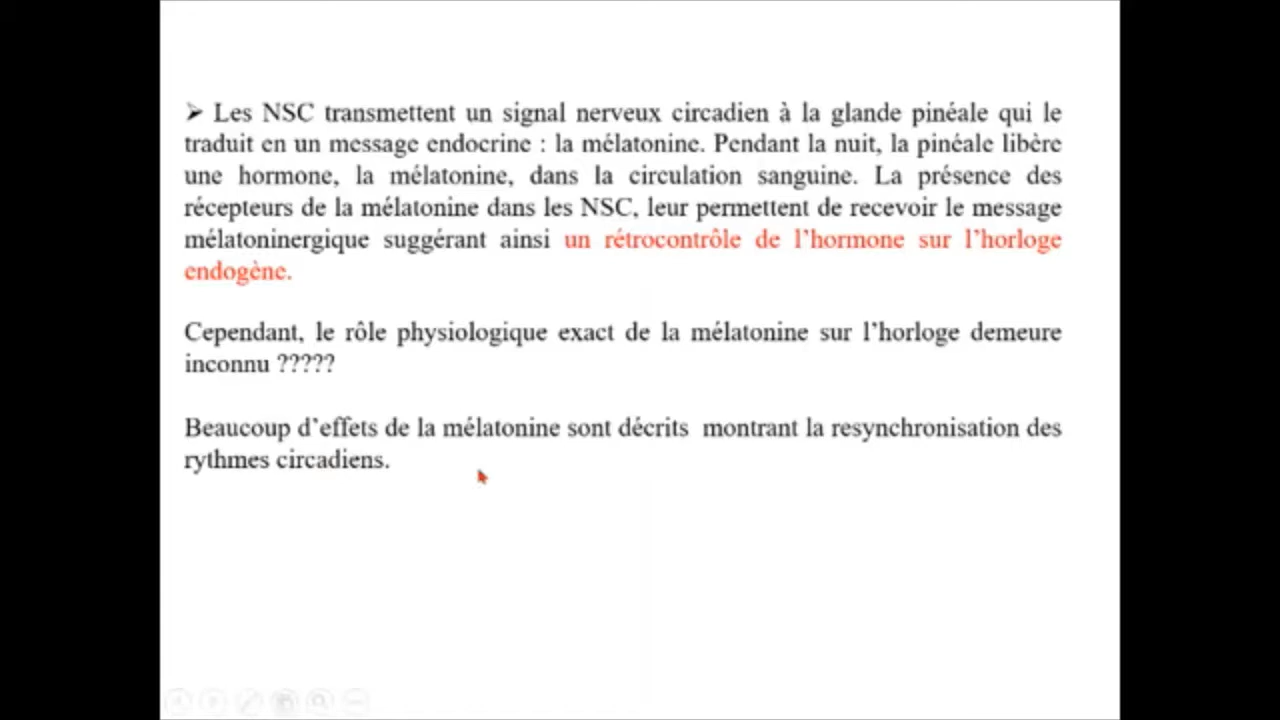 ➢ Les NSC transmettent un signal nerveux circadien à la glande pinéale qui le
traduit en un message endocrine : la mélatonine. Pendant la nuit, la pinéale libère
une hormone, la mélatonine, dans la circulation sanguine. La présence des
récepteurs de la mélatonine dans les NSC, leur permettent de recevoir le message
mélatoninergique suggérant ainsi un rétrocontrôle de l'hormone sur l'horloge
endogène.
Cependant, le rôle physiologique exact de la mélatonine sur l'horloge demeure
inconnu ?????
Beaucoup d'effets de la mélatonine sont décrits montrant la resynchronisation des
rythmes circadiens.